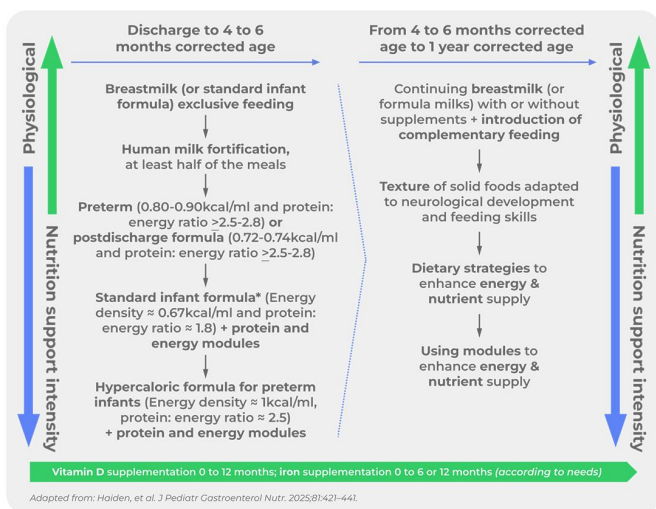 Discharge to 4 to 6
months corrected age
From 4 to 6 months corrected
age to 1 year corrected age
Physiological
Nutrition support intensity
Breastmilk (or standard infant
formula) exclusive feeding
Human milk fortification,
at least half of the meals
Preterm (0.80-0.90kcal/ml and protein:
energy ratio ≥2.5-2.8) or
postdischarge formula (0.72-0.74kcal/ml
and protein: energy ratio ≥2.5-2.8)
Standard infant formula* (Energy
density ≈ 0.67kcal/ml and protein:
energy ratio ≈ 1.8) + protein and
energy modules
Hypercaloric formula for preterm
infants (Energy density ≈ 1kcal/ml,
protein: energy ratio ≈ 2.5)
+ protein and energy modules
Continuing breastmilk (or
formula milks) with or without
supplements + introduction of
complementary feeding
Texture of solid foods adapted
to neurological development
and feeding skills
Dietary strategies to
enhance energy &
nutrient supply
Using modules to
enhance energy &
nutrient supply
Physiological
Nutrition support intensity
Vitamin D supplementation 0 to 12 months; iron supplementation 0 to 6 or 12 months (according to needs)
Adapted from: Haiden, et al. J Pediatr Gastroenterol Nutr. 2025;81:421–441.